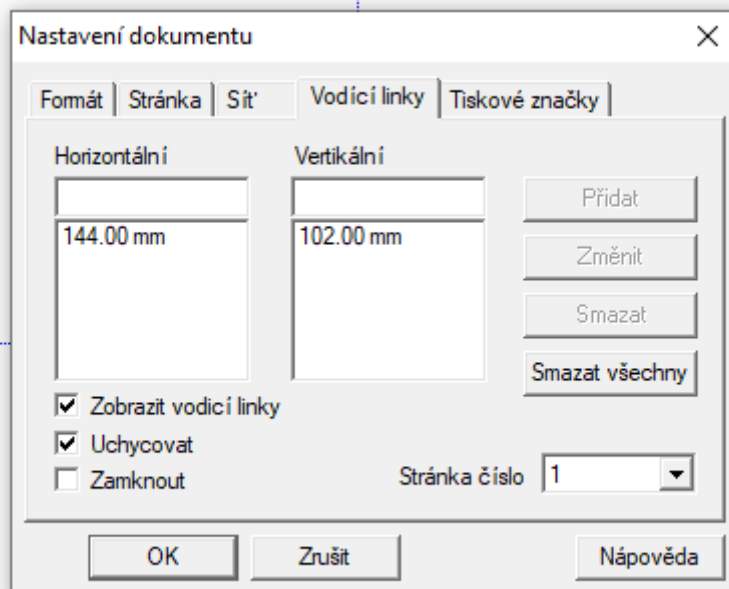 Nastavení dokumentu
Formát Stránka Síť Vodící linky Tiskové značky
Horizontální Vertikální
Přidat
144.00 mm 102.00 mm
Změnit
Smazat
Smazat všechny
Zobrazit vodicí linky
Uchycovat
Zamknout Stránka číslo 1
OK Zrušit Nápověda